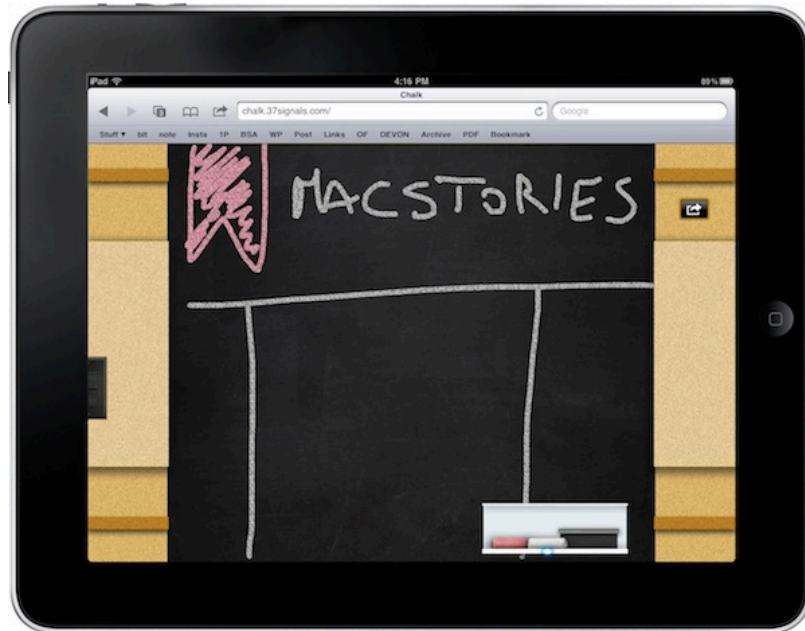 iPad 4:16 PM 89%
Chalk
chalk.37signals.com/ Google
Stuff bit note Insta 1P BSA WP Post Links OF DEVON Archive PDF Bookmark
MACSTORIES